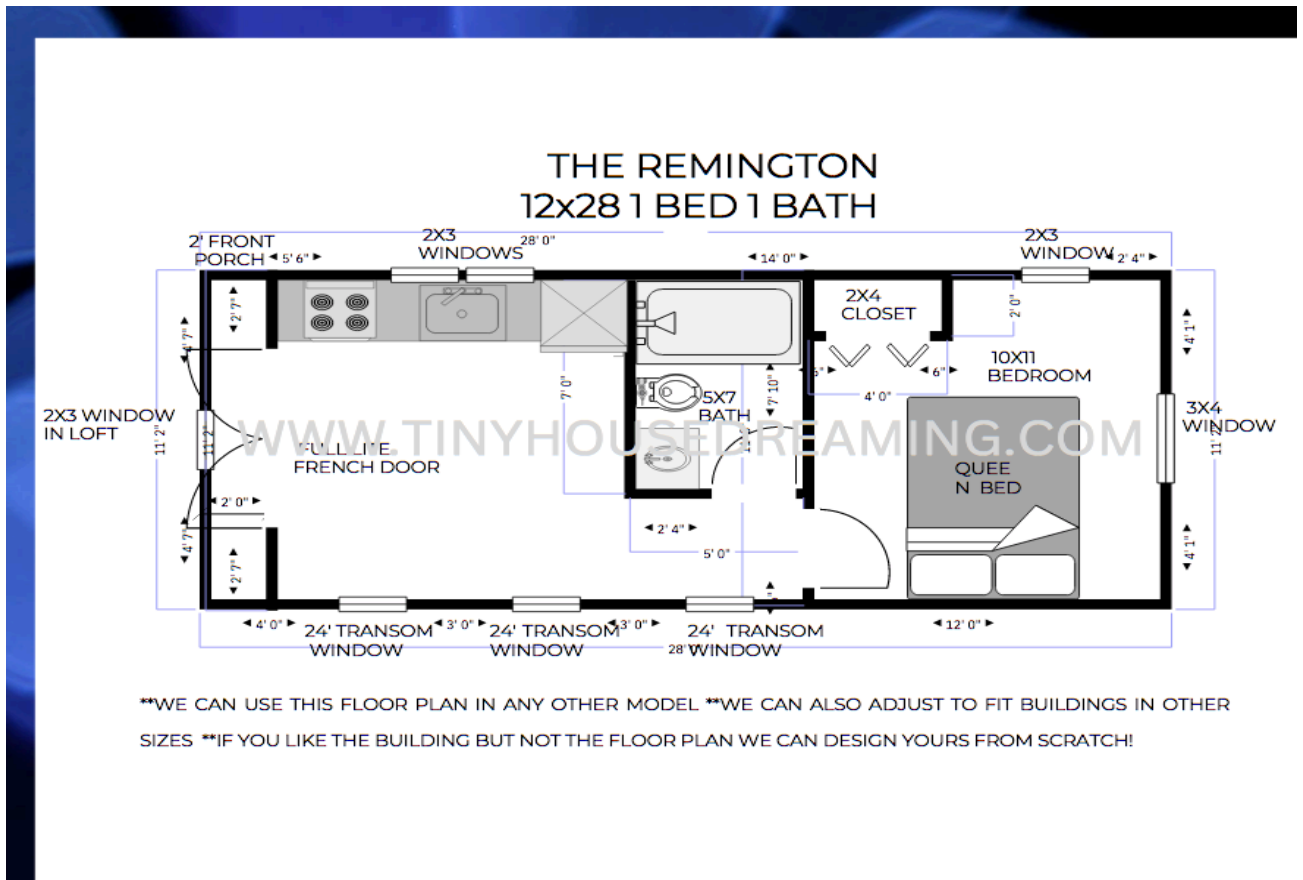 THE REMINGTON
12x28 1 BED 1 BATH
2' FRONT
PORCH
5' 6"
2X3
WINDOWS
28' 0"
14' 0"
2X3
WINDOW
2' 4"
2' 7"
4' 7"
2X4
CLOSET
2' 0"
4' 1"
10X11
BEDROOM
6"
4' 0"
7' 0"
7' 10"
5X7
BATH
2X3 WINDOW
IN LOFT
11' 2"
11' 2"
WWW.TINYHOUSEDREAMING.COM
FULL LITE
FRENCH DOOR
3X4
WINDOW
QUEE
N BED
2' 0"
2' 4"
5' 0"
4' 7"
2' 7"
4' 1"
4' 0"
24' TRANSOM
WINDOW
3' 0"
24' TRANSOM
WINDOW
3' 0"
24' TRANSOM
WINDOW
12' 0"
**WE CAN USE THIS FLOOR PLAN IN ANY OTHER MODEL **WE CAN ALSO ADJUST TO FIT BUILDINGS IN OTHER
SIZES **IF YOU LIKE THE BUILDING BUT NOT THE FLOOR PLAN WE CAN DESIGN YOURS FROM SCRATCH!